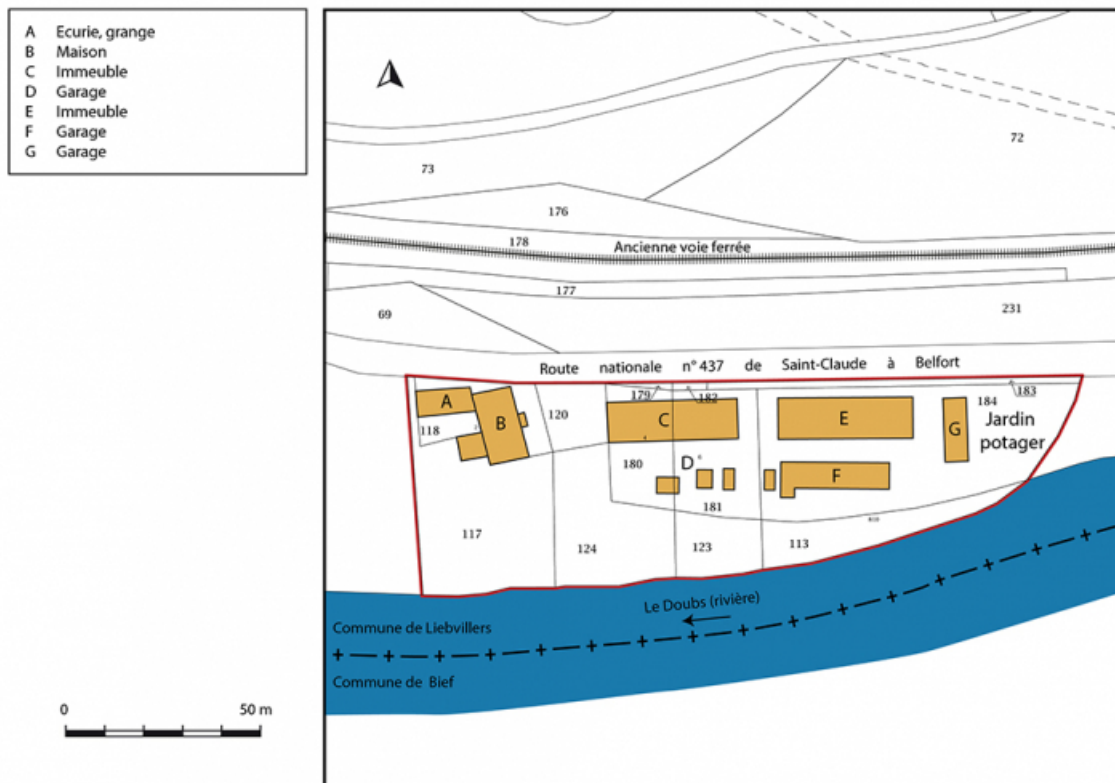 A Ecurie, grange
B Maison
C Immeuble
D Garage
E Immeuble
F Garage
G Garage
72
73
176
178
Ancienne voie ferrée
177
69
231
Route nationale n° 437 de Saint-Claude à Belfort
179
182
183
184
A
B
118
120
C
E
G
Jardin
potager
180
D
F
181
117
124
123
113
Le Doubs (rivière)
Commune de Liebvillers
Commune de Bief
0 50 m